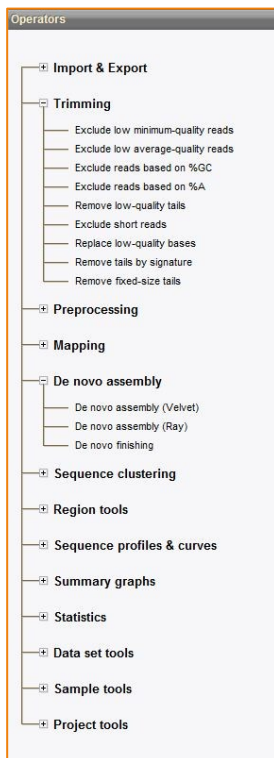 Operators
Import & Export
Trimming
Exclude low minimum-quality reads
Exclude low average-quality reads
Exclude reads based on %GC
Exclude reads based on %A
Remove low-quality tails
Exclude short reads
Replace low-quality bases
Remove tails by signature
Remove fixed-size tails
Preprocessing
Mapping
De novo assembly
De novo assembly (Velvet)
De novo assembly (Ray)
De novo finishing
Sequence clustering
Region tools
Sequence profiles & curves
Summary graphs
Statistics
Data set tools
Sample tools
Project tools